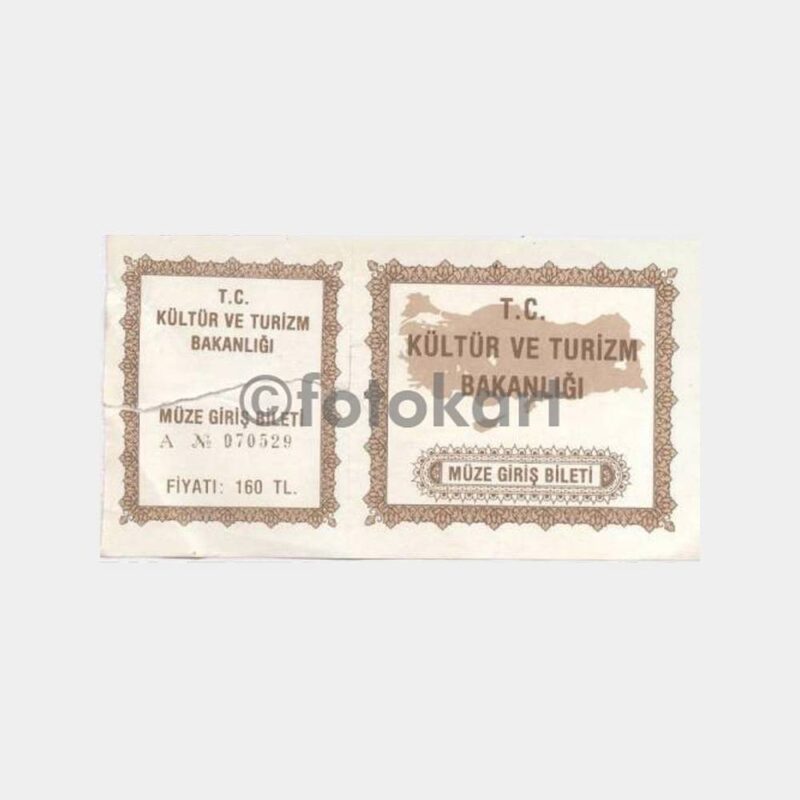 T.C.
KÜLTÜR VE TURİZM
BAKANLIĞI
MÜZE GİRİŞ BİLETİ
A № 070529
FİYATI: 160 TL.
T.C.
KÜLTÜR VE TURİZM
BAKANLIĞI
MÜZE GİRİŞ BİLETİ
©fotokart